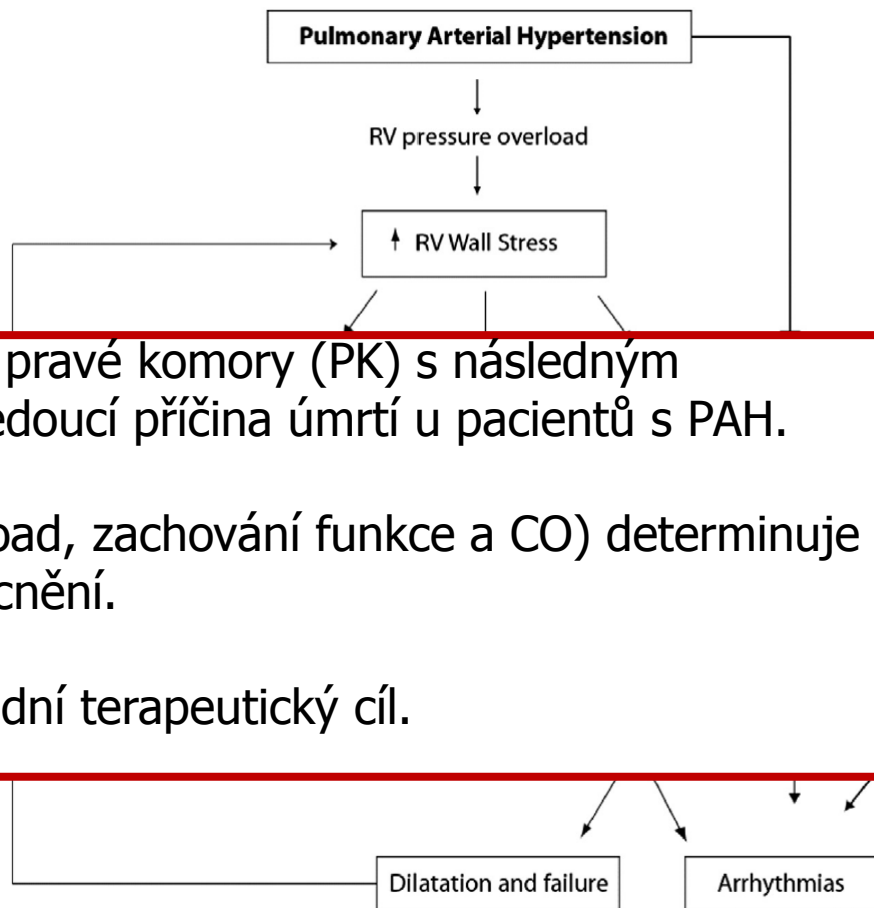 Pulmonary Arterial Hypertension
RV pressure overload
RV Wall Stress
pravé komory (PK) s následným
edoucí příčina úmrtí u pacientů s PAH.
oad, zachování funkce a CO) determinuje
cnění.
dní terapeutický cíl.
Dilatation and failure
Arrhythmias